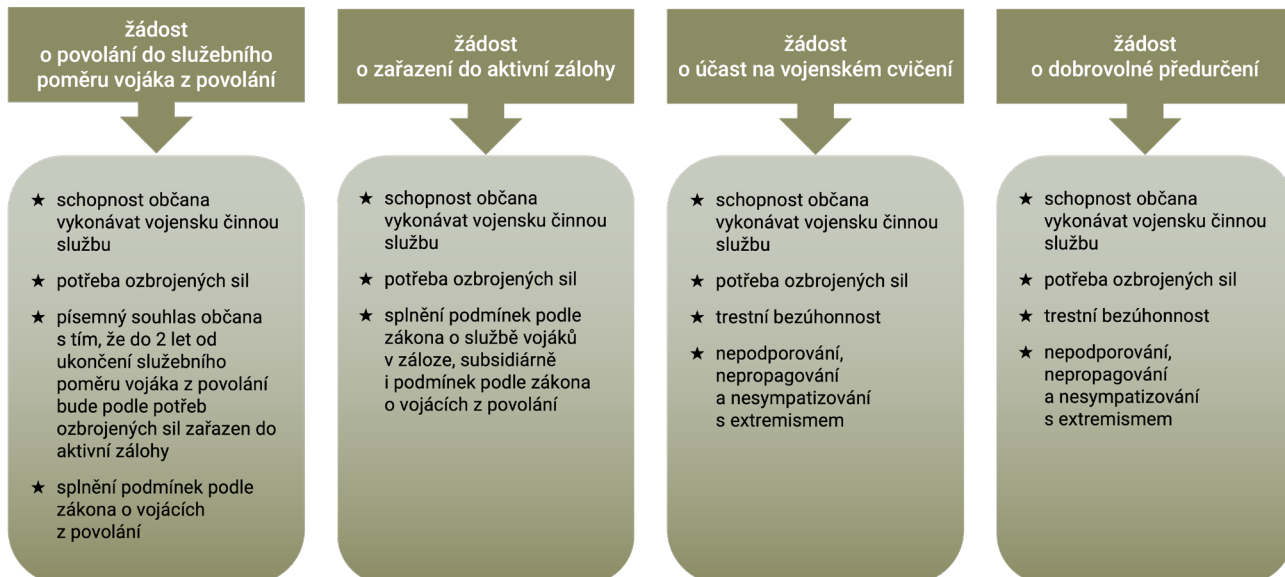 žádost
o povolání do služebního
poměru vojáka z povolání
★ schopnost občana
vykonávat vojensku činnou
službu
★ potřeba ozbrojených sil
★ písemný souhlas občana
s tím, že do 2 let od
ukončení služebního
poměru vojáka z povolání
bude podle potřeb
ozbrojených sil zařazen do
aktivní zálohy
★ splnění podmínek podle
zákona o vojácích
z povolání
žádost
o zařazení do aktivní zálohy
★ schopnost občana
vykonávat vojensku činnou
službu
★ potřeba ozbrojených sil
★ splnění podmínek podle
zákona o službě vojáků
v záloze, subsidiárně
i podmínek podle zákona
o vojácích z povolání
žádost
o účast na vojenském cvičení
★ schopnost občana
vykonávat vojensku činnou
službu
★ potřeba ozbrojených sil
★ trestní bezúhonnost
★ nepodporování,
nepropagování
a nesympatizování
s extremismem
žádost
o dobrovolné předurčení
★ schopnost občana
vykonávat vojensku činnou
službu
★ potřeba ozbrojených sil
★ trestní bezúhonnost
★ nepodporování,
nepropagování
a nesympatizování
s extremismem